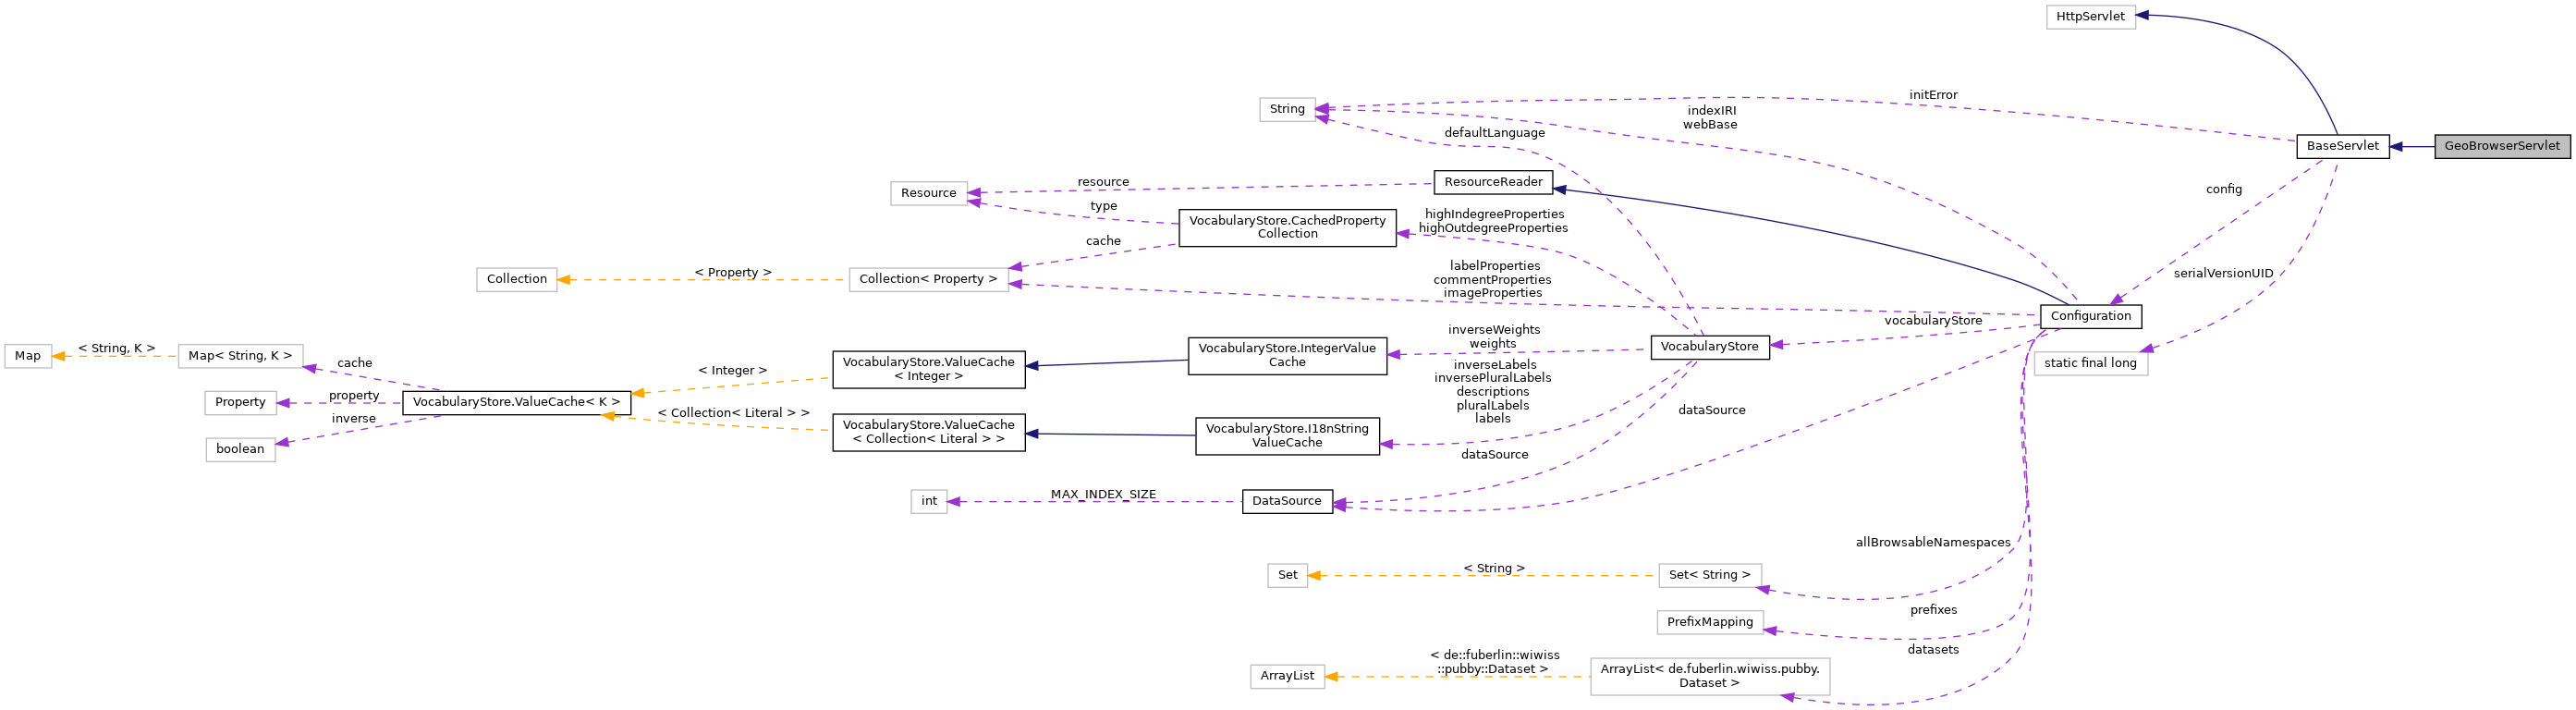 HttpServlet
String
initError
indexIRI
webBase
defaultLanguage
BaseServlet
GeoBrowserServlet
Resource
resource
type
ResourceReader
config
VocabularyStore.CachedProperty
Collection
highIndegreeProperties
highOutdegreeProperties
cache
Collection
< Property >
Collection< Property >
labelProperties
commentProperties
imageProperties
serialVersionUID
Configuration
vocabularyStore
Map
< String, K >
Map< String, K >
cache
Property
property
inverse
boolean
VocabularyStore.ValueCache< K >
< Integer >
< Collection< Literal > >
VocabularyStore.ValueCache
< Integer >
VocabularyStore.ValueCache
< Collection< Literal > >
VocabularyStore.IntegerValue
Cache
VocabularyStore.I18nString
ValueCache
inverseWeights
weights
inverseLabels
inversePluralLabels
descriptions
pluralLabels
labels
VocabularyStore
static final long
dataSource
dataSource
int
MAX_INDEX_SIZE
DataSource
allBrowsableNamespaces
Set
< String >
Set< String >
prefixes
PrefixMapping
datasets
ArrayList
< de::fuberlin::wiwiss
::pubby::Dataset >
ArrayList< de.fuberlin.wiwiss.pubby.
Dataset >